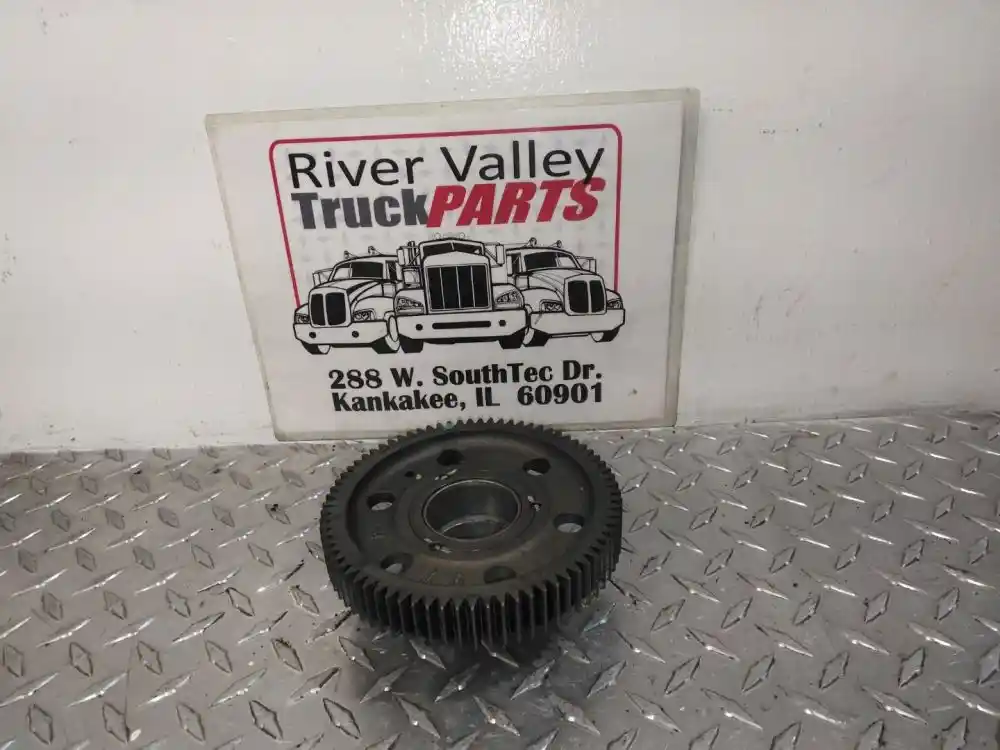 River Valley
TruckPARTS
288 W. SouthTec Dr.
Kankakee, IL 60901